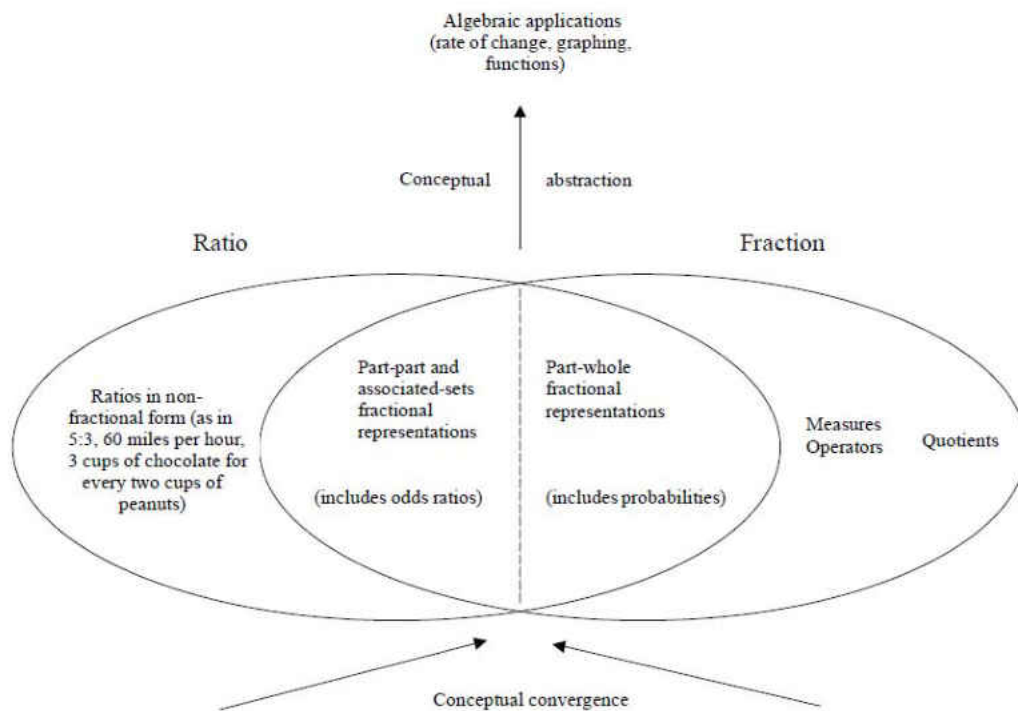 Algebraic applications
(rate of change, graphing,
functions)
Conceptual abstraction
Ratio
Fraction
Ratios in non-
fractional form (as in
5:3, 60 miles per hour,
3 cups of chocolate for
every two cups of
peanuts)
Part-part and
associated-sets
fractional
representations
(includes odds ratios)
Part-whole
fractional
representations
(includes probabilities)
Measures
Operators
Quotients
Conceptual convergence